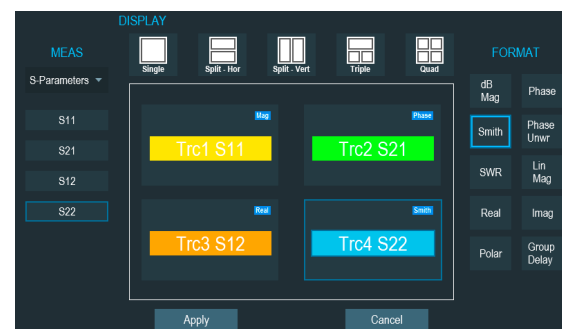 DISPLAY
MEAS
FORMAT
Single
Split - Hor
Split - Vert
Triple
Quad
S-Parameters
S11
S21
S12
S22
Mag
Trc1 S11
Phase
Trc2 S21
Real
Trc3 S12
Smith
Trc4 S22
dB
Mag
Phase
Smith
Phase
Unwr
SWR
Lin
Mag
Real
Imag
Polar
Group
Delay
Apply
Cancel